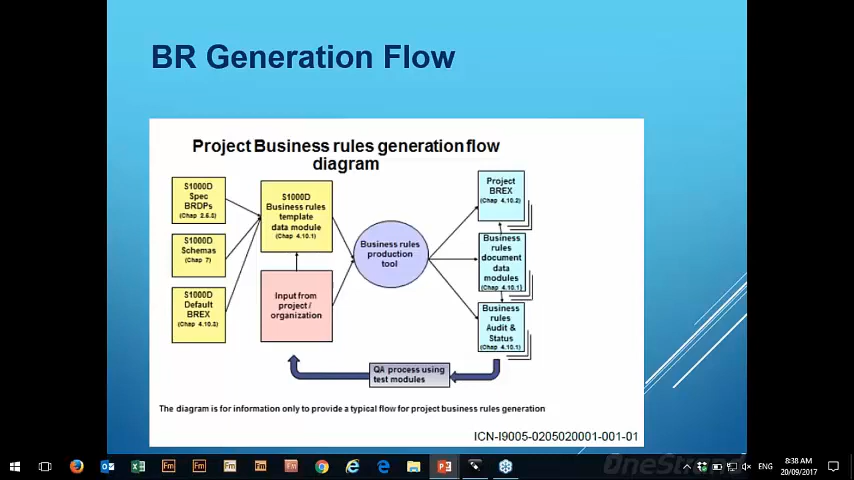 BR Generation Flow
Project Business rules generation flow
diagram
S1000D
Spec
BRDPs
(Chap 2.5.3)
S1000D
Schemas
(Chap 7)
S1000D
Default
BREX
(Chap 4.10.3)
S1000D
Business rules
template
data module
(Chap 4.10.1)
Input from
project /
organization
Business rules
production
tool
Project
BREX
(Chap 4.10.2)
Business
rules
document
data
modules
(Chap 4.10.1)
Business
rules
Audit &
Status
(Chap 4.10.1)
QA process using
test modules
The diagram is for information only to provide a typical flow for project business rules generation
ICN-I9005-0205020001-001-01
ENG
8:38 AM
20/09/2017